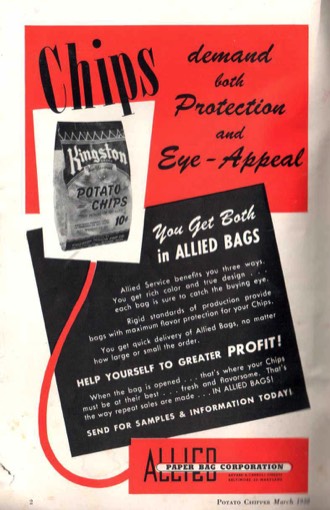 Chips
demand
both
Protection
and
Eye-Appeal
Kingston
POTATO
CHIPS
10¢
You Get Both
in ALLIED BAGS
Allied Service benefits you three ways.
You get rich color and true design . . .
each bag is sure to catch the buying eye.
Rigid standards of production provide
bags with maximum flavor protection for your Chips.
You get quick delivery of Allied Bags, no matter
how large or small the order.
HELP YOURSELF TO GREATER PROFIT!
When the bag is opened . . . that's where your Chips
must be at their best . . . fresh and flavorsome. That's
the way repeat sales are made . . . IN ALLIED BAGS!
SEND FOR SAMPLES & INFORMATION TODAY!
ALLIED
PAPER BAG CORPORATION
BALTIMORE 30 MARYLAND
2
POTATO CHIPPER March